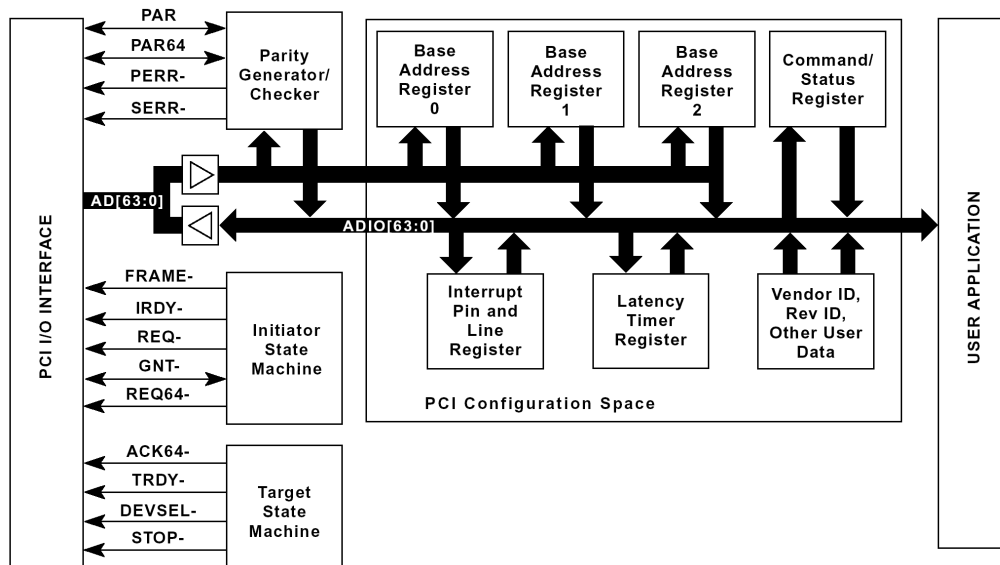 PCI I/O INTERFACE
PAR
PAR64
PERR-
SERR-
Parity
Generator/
Checker
Base
Address
Register
0
Base
Address
Register
1
Base
Address
Register
2
Command/
Status
Register
AD[63:0]
ADIO[63:0]
FRAME-
IRDY-
REQ-
GNT-
REQ64-
Initiator
State
Machine
Interrupt
Pin and
Line
Register
Latency
Timer
Register
Vendor ID,
Rev ID,
Other User
Data
PCI Configuration Space
ACK64-
TRDY-
DEVSEL-
STOP-
Target
State
Machine
USER APPLICATION